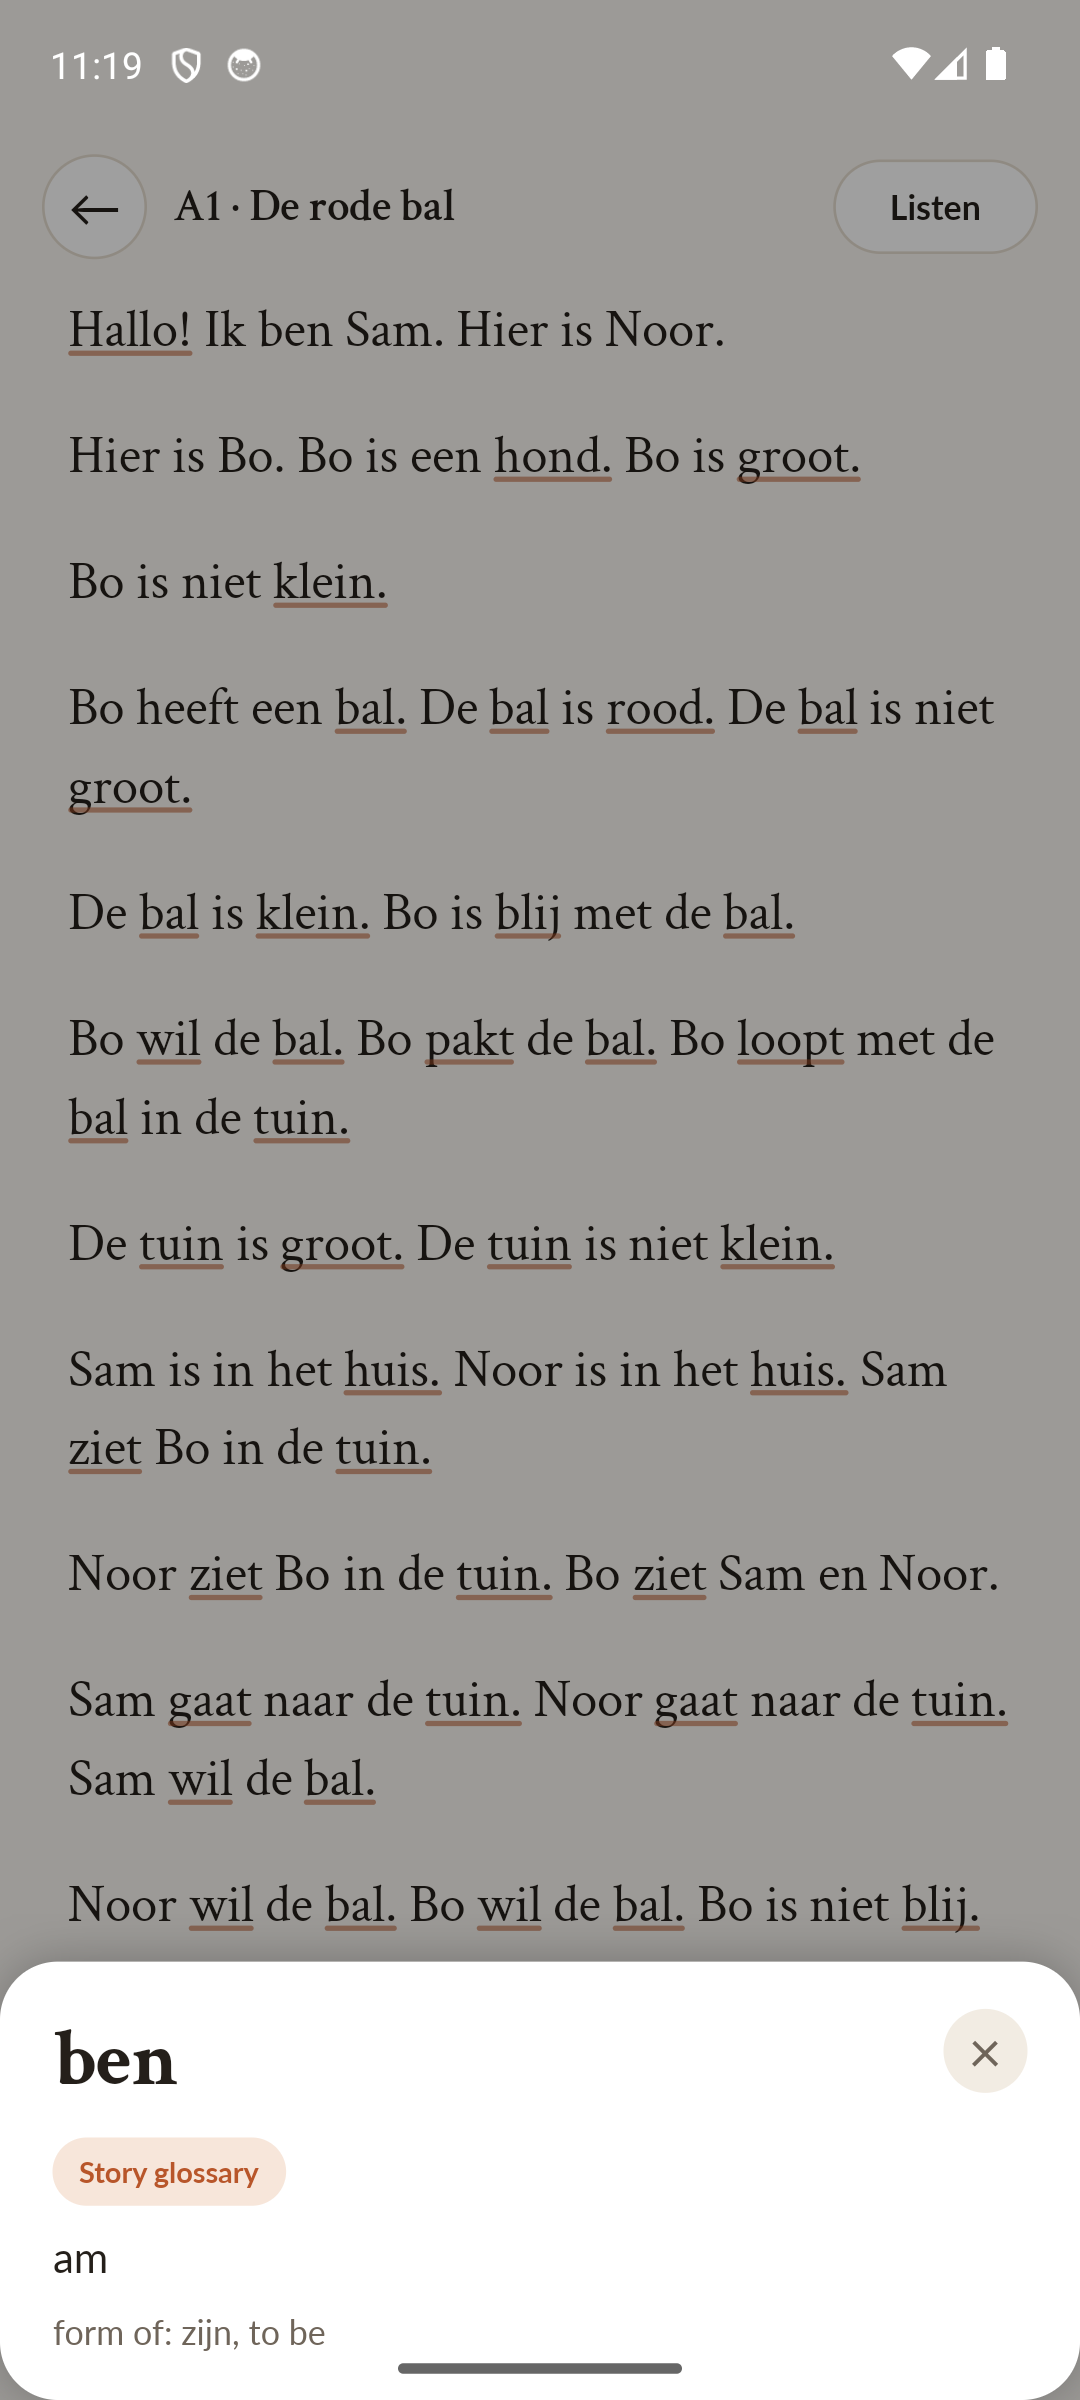 11:19
A1 · De rode bal
Listen
Hallo! Ik ben Sam. Hier is Noor.
Hier is Bo. Bo is een hond. Bo is groot.
Bo is niet klein.
Bo heeft een bal. De bal is rood. De bal is niet
groot.
De bal is klein. Bo is blij met de bal.
Bo wil de bal. Bo pakt de bal. Bo loopt met de
bal in de tuin.
De tuin is groot. De tuin is niet klein.
Sam is in het huis. Noor is in het huis. Sam
ziet Bo in de tuin.
Noor ziet Bo in de tuin. Bo ziet Sam en Noor.
Sam gaat naar de tuin. Noor gaat naar de tuin.
Sam wil de bal.
Noor wil de bal. Bo wil de bal. Bo is niet blij.
ben
Story glossary
am
form of: zijn, to be